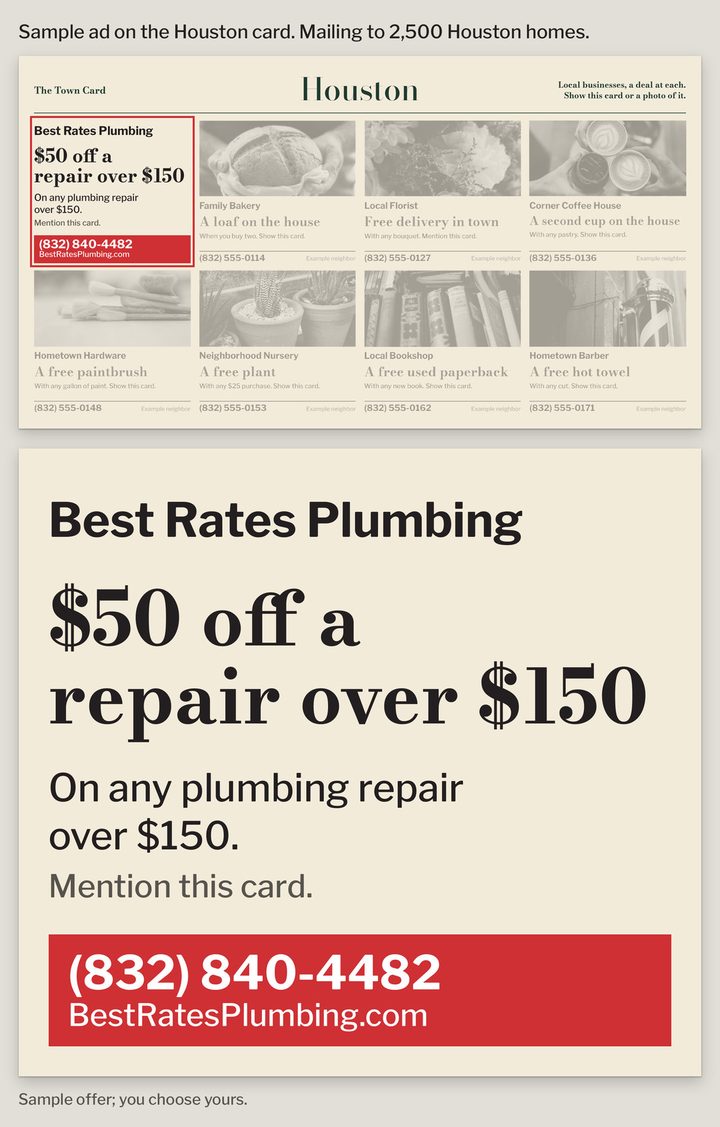 Sample ad on the Houston card. Mailing to 2,500 Houston homes.
The Town Card
Houston
Local businesses, a deal at each.
Show this card or a photo of it.
Best Rates Plumbing
$50 off a
repair over $150
On any plumbing repair
over $150.
Mention this card.
(832) 840-4482
BestRatesPlumbing.com
Family Bakery
A loaf on the house
When you buy two. Show this card.
(832) 555-0114
Example neighbor
Local Florist
Free delivery in town
With any bouquet. Mention this card.
(832) 555-0127
Example neighbor
Corner Coffee House
A second cup on the house
With any pastry. Show this card.
(832) 555-0136
Example neighbor
Hometown Hardware
A free paintbrush
With any gallon of paint. Show this card.
(832) 555-0148
Example neighbor
Neighborhood Nursery
A free plant
With any $25 purchase. Show this card.
(832) 555-0153
Example neighbor
Local Bookshop
A free used paperback
With any new book. Show this card.
(832) 555-0162
Example neighbor
Hometown Barber
A free hot towel
With any cut. Show this card.
(832) 555-0171
Example neighbor
Best Rates Plumbing
$50 off a
repair over $150
On any plumbing repair
over $150.
Mention this card.
(832) 840-4482
BestRatesPlumbing.com
Sample offer; you choose yours.